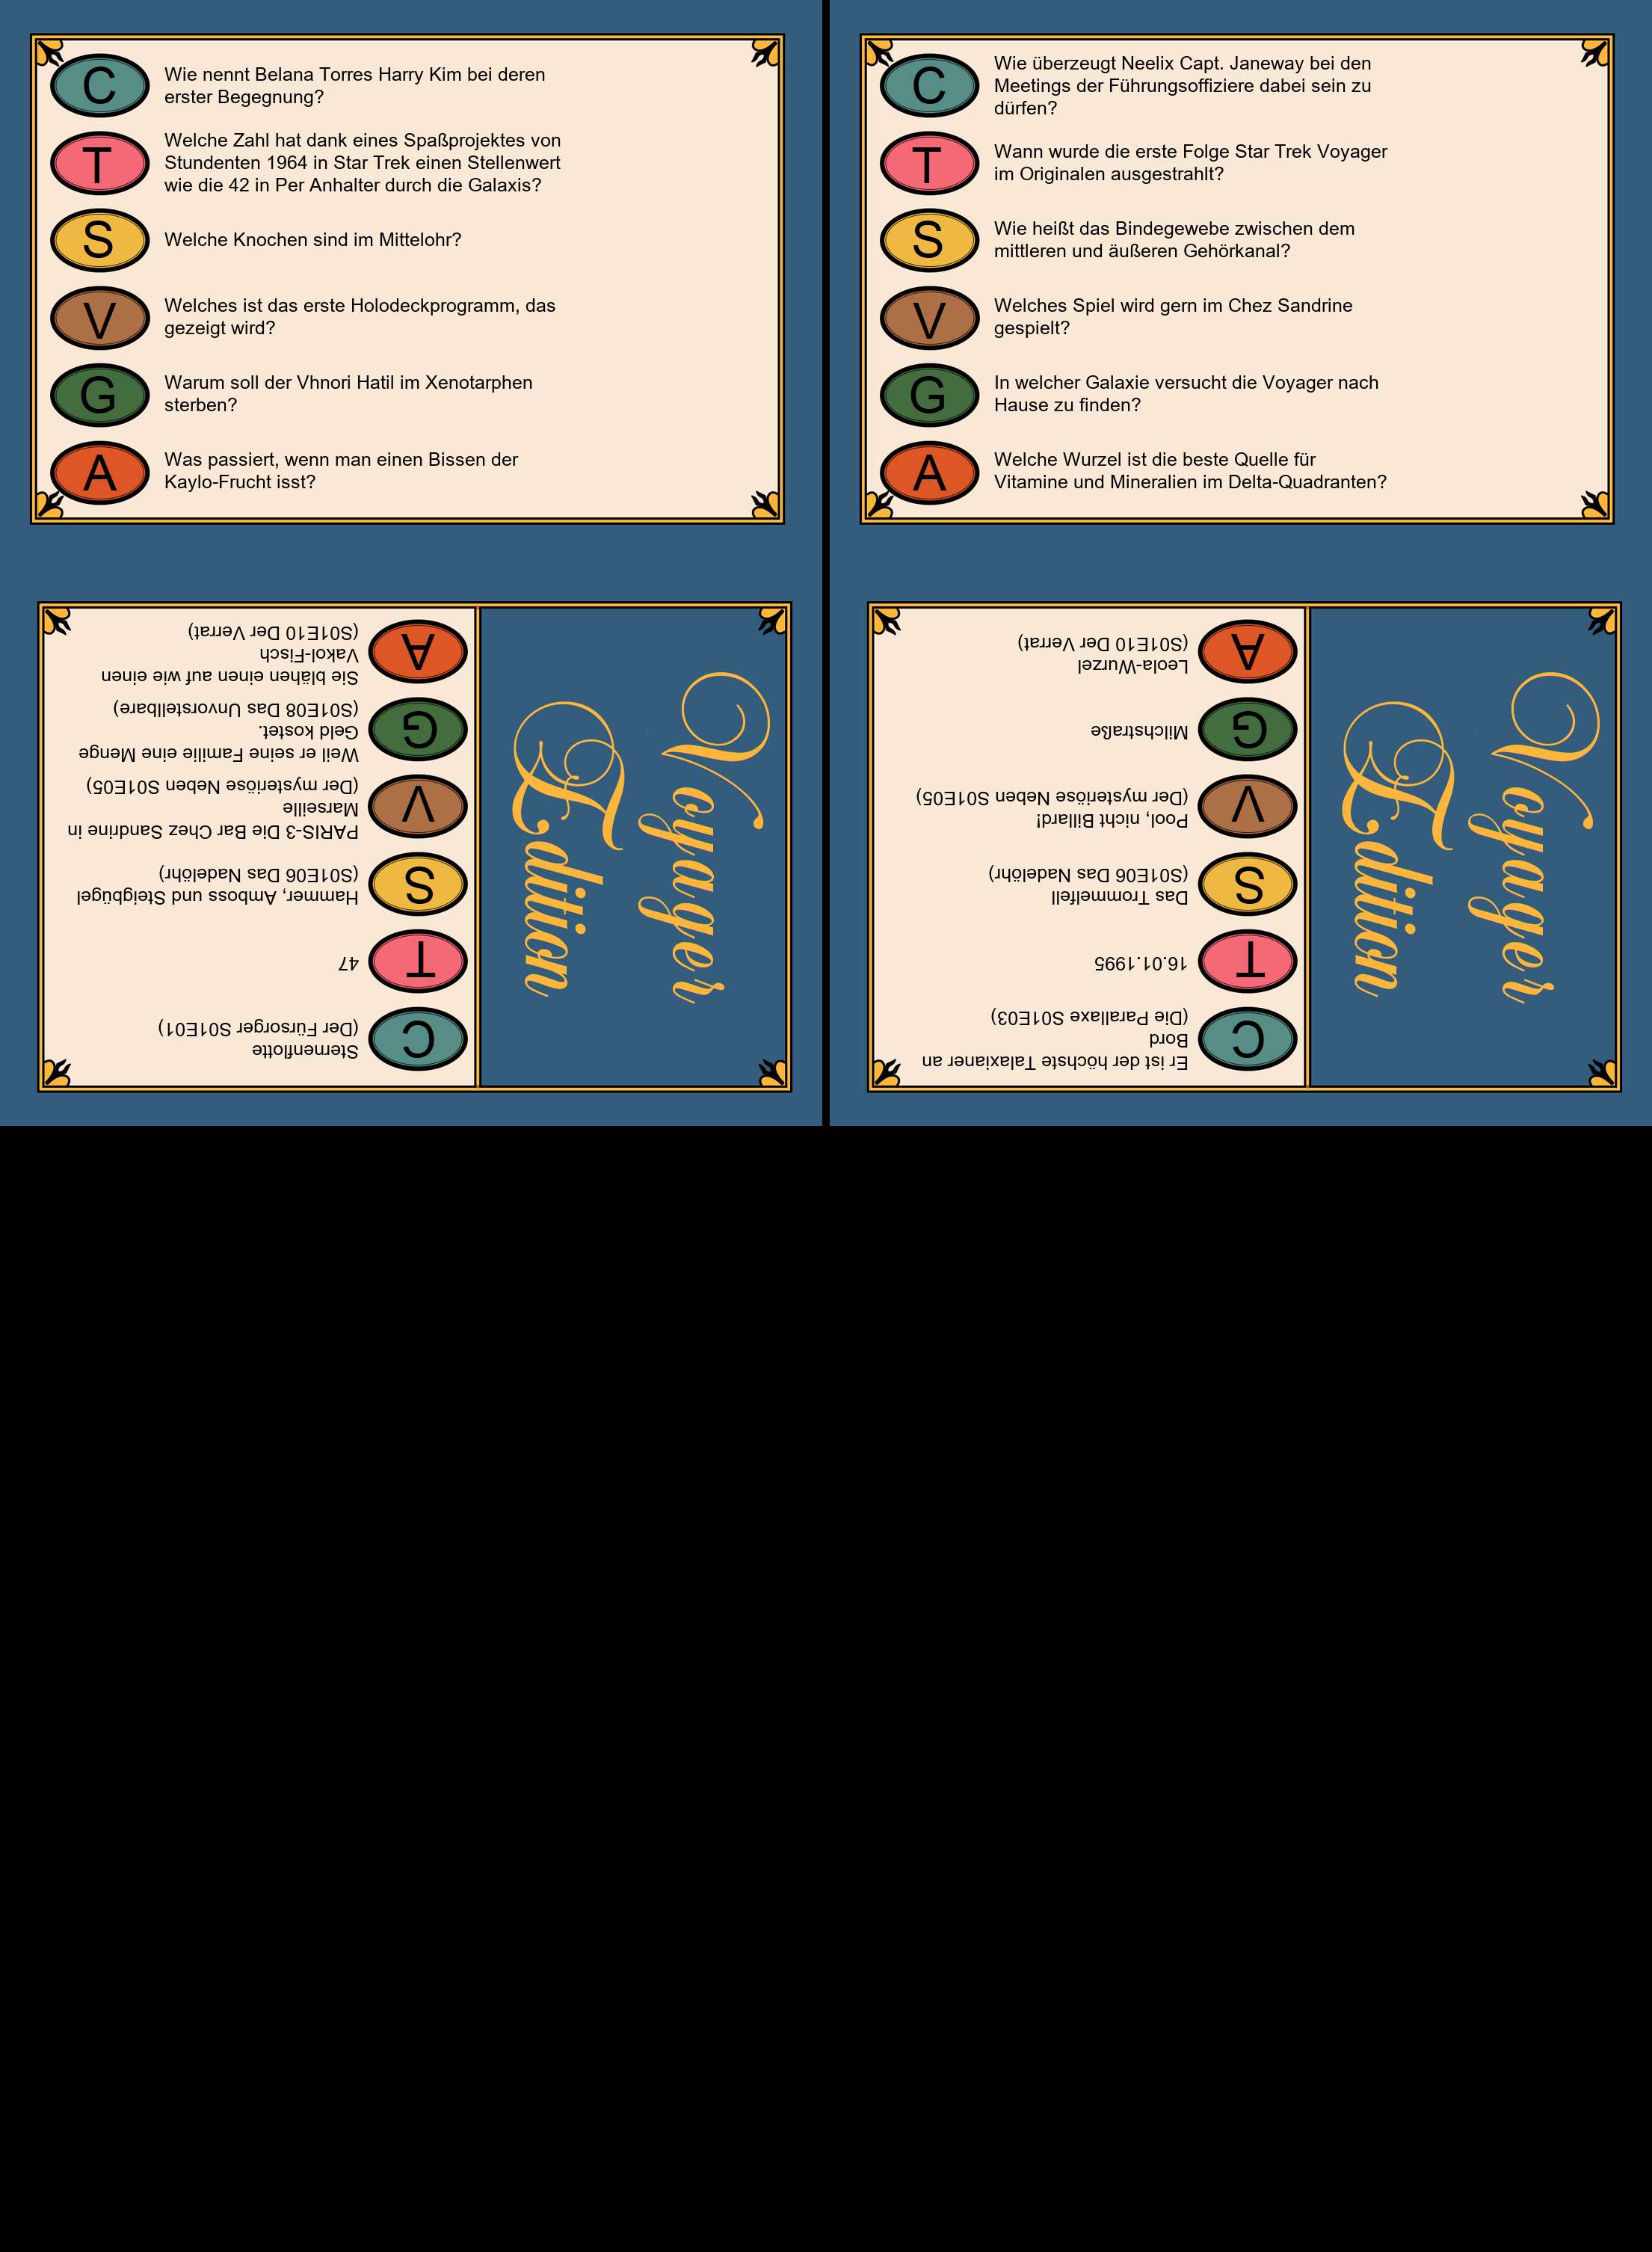 C
Wie nennt Belana Torres Harry Kim bei deren
erster Begegnung?
T
Welche Zahl hat dank eines Spaßprojektes von
Stundenten 1964 in Star Trek einen Stellenwert
wie die 42 in Per Anhalter durch die Galaxis?
S
Welche Knochen sind im Mittelohr?
V
Welches ist das erste Holodeckprogramm, das
gezeigt wird?
G
Warum soll der Vhnori Hatil im Xenotarphen
sterben?
A
Was passiert, wenn man einen Bissen der
Kaylo-Frucht isst?
C
Wie überzeugt Neelix Capt. Janeway bei den
Meetings der Führungsoffiziere dabei sein zu
dürfen?
T
Wann wurde die erste Folge Star Trek Voyager
im Originalen ausgestrahlt?
S
Wie heißt das Bindegewebe zwischen dem
mittleren und äußeren Gehörkanal?
V
Welches Spiel wird gern im Chez Sandrine
gespielt?
G
In welcher Galaxie versucht die Voyager nach
Hause zu finden?
A
Welche Wurzel ist die beste Quelle für
Vitamine und Mineralien im Delta-Quadranten?
C
Sternenflotte
(Der Fürsorger S01E01)
T
47
S
Hammer, Amboss und Steigbügel
(S01E06 Das Nadelöhr)
V
PARIS-3 Die Bar Chez Sandrine in
Marseille
(Der mysteriöse Neben S01E05)
G
Weil er seine Familie eine Menge
Geld kostet.
(S01E08 Das Unvorstellbare)
A
Sie blähen einen auf wie einen
Vakol-Fisch
(S01E10 Der Verrat)
Voyager
Edition
C
Er ist der höchste Talaxianer an
Bord
(Die Parallaxe S01E03)
T
16.01.1995
S
Das Trommelfell
(S01E06 Das Nadelöhr)
V
Pool, nicht Billard!
(Der mysteriöse Neben S01E05)
G
Milchstraße
A
Leola-Wurzel
(S01E10 Der Verrat)
Voyager
Edition